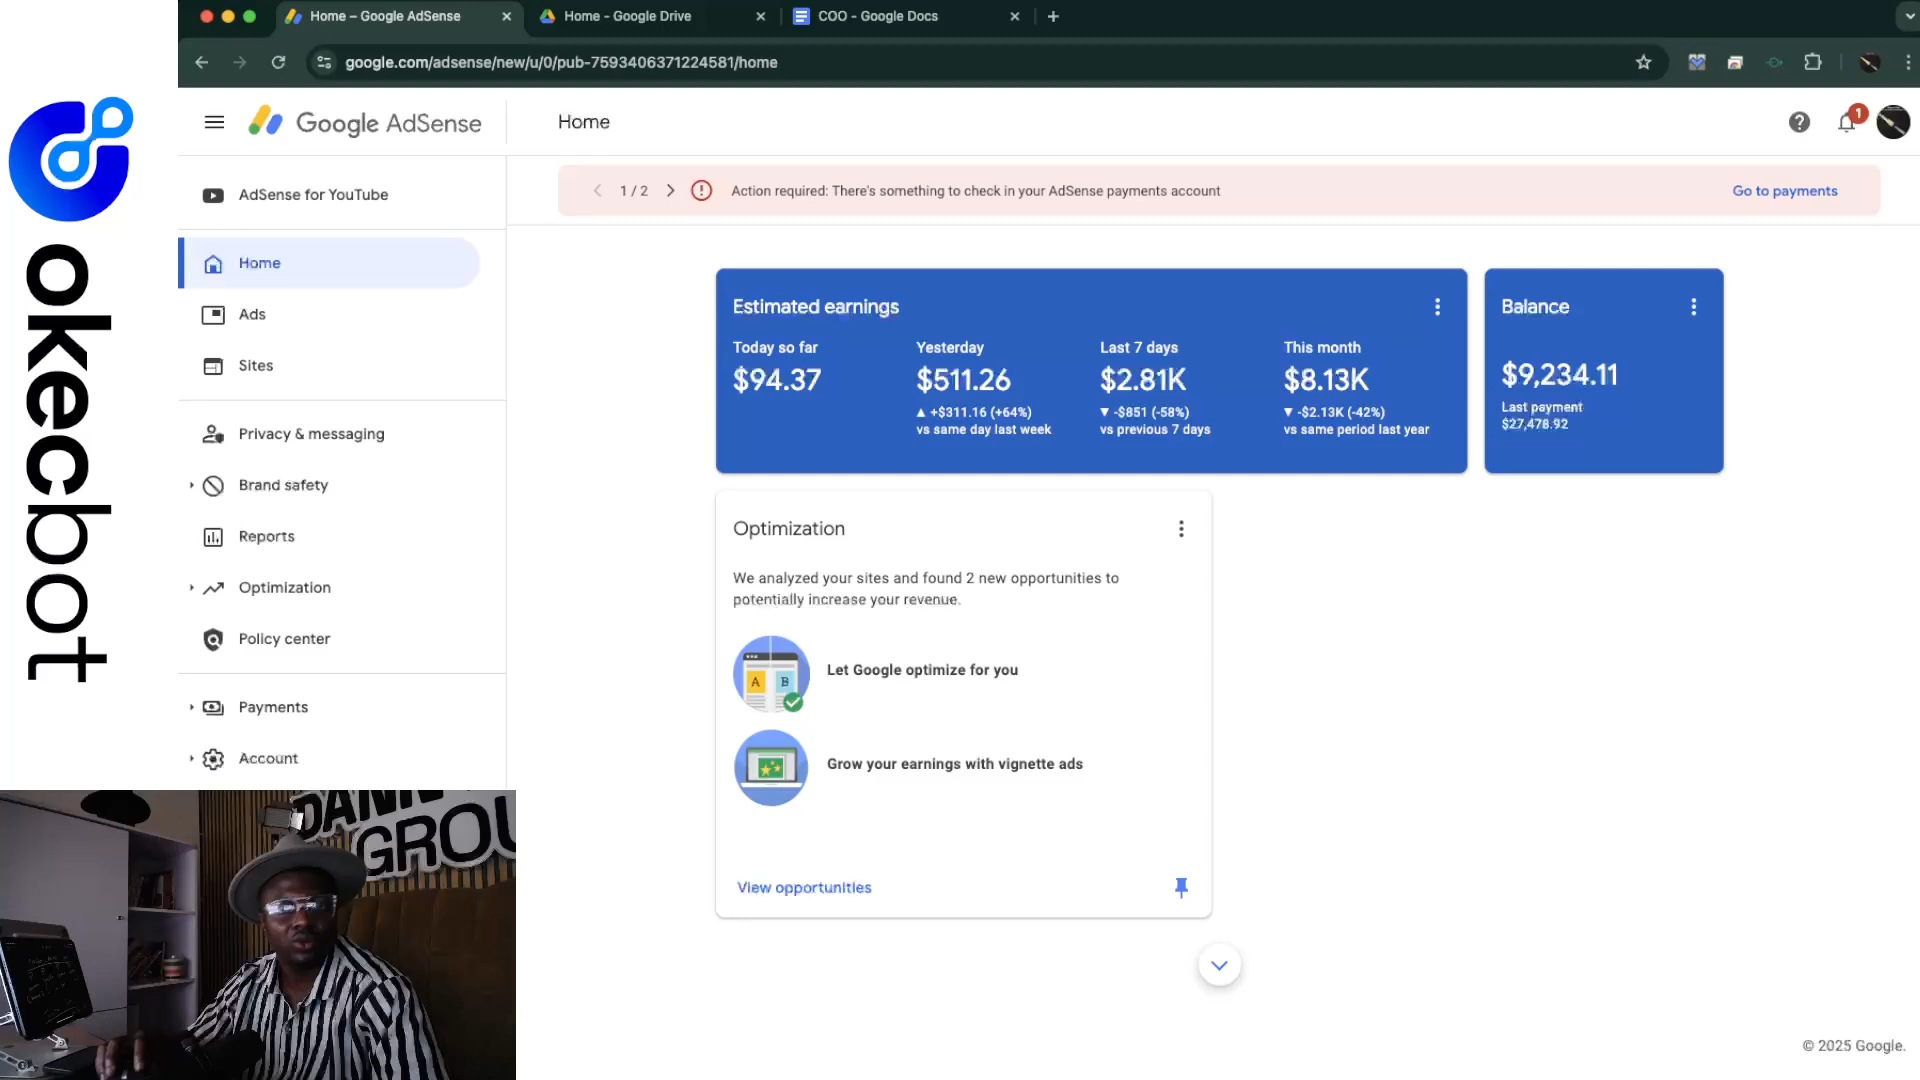 Home – Google AdSense
Home - Google Drive
COO - Google Docs
google.com/adsense/new/u/0/pub-7593406371224581/home
Google AdSense
Home
1
AdSense for YouTube
Home
Ads
Sites
Privacy & messaging
Brand safety
Reports
Optimization
Policy center
Payments
Account
1 / 2
Action required: There's something to check in your AdSense payments account
Go to payments
Estimated earnings
Today so far
$94.37
Yesterday
$511.26
+$311.16 (+64%)
vs same day last week
Last 7 days
$2.81K
-$851 (-58%)
vs previous 7 days
This month
$8.13K
-$2.13K (-42%)
vs same period last year
Balance
$9,234.11
Last payment
$27,478.92
Optimization
We analyzed your sites and found 2 new opportunities to
potentially increase your revenue.
A B
Let Google optimize for you
Grow your earnings with vignette ads
View opportunities
© 2025 Google.
okecbot
DANN
GROU